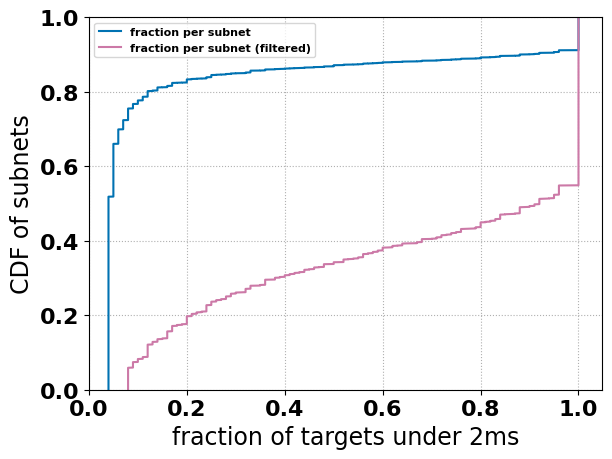 fraction per subnet
fraction per subnet (filtered)
1.0
0.8
0.6
0.4
0.2
0.0
CDF of subnets
0.0 0.2 0.4 0.6 0.8 1.0
fraction of targets under 2ms